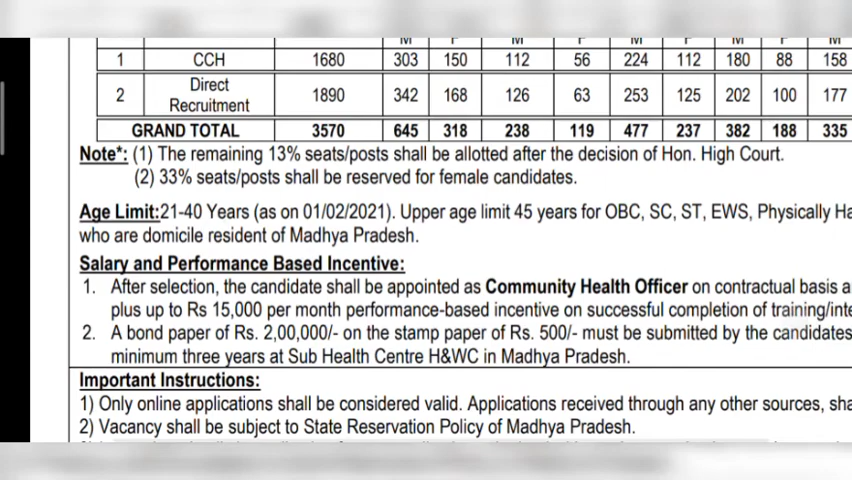 M F M F M F M F M
1 CCH 1680 303 150 112 56 224 112 180 88 158
2 Direct Recruitment 1890 342 168 126 63 253 125 202 100 177
GRAND TOTAL 3570 645 318 238 119 477 237 382 188 335
Note*: (1) The remaining 13% seats/posts shall be allotted after the decision of Hon. High Court.
(2) 33% seats/posts shall be reserved for female candidates.
Age Limit:21-40 Years (as on 01/02/2021). Upper age limit 45 years for OBC, SC, ST, EWS, Physically
who are domicile resident of Madhya Pradesh.
Salary and Performance Based Incentive:
1. After selection, the candidate shall be appointed as Community Health Officer on contractual basis
plus up to Rs 15,000 per month performance-based incentive on successful completion of
2. A bond paper of Rs. 2,00,000/- on the stamp paper of Rs. 500/- must be submitted by the candidates
minimum three years at Sub Health Centre H&WC in Madhya Pradesh.
Important Instructions:
1) Only online applications shall be considered valid. Applications received through any other sources,
2) Vacancy shall be subject to State Reservation Policy of Madhya Pradesh.